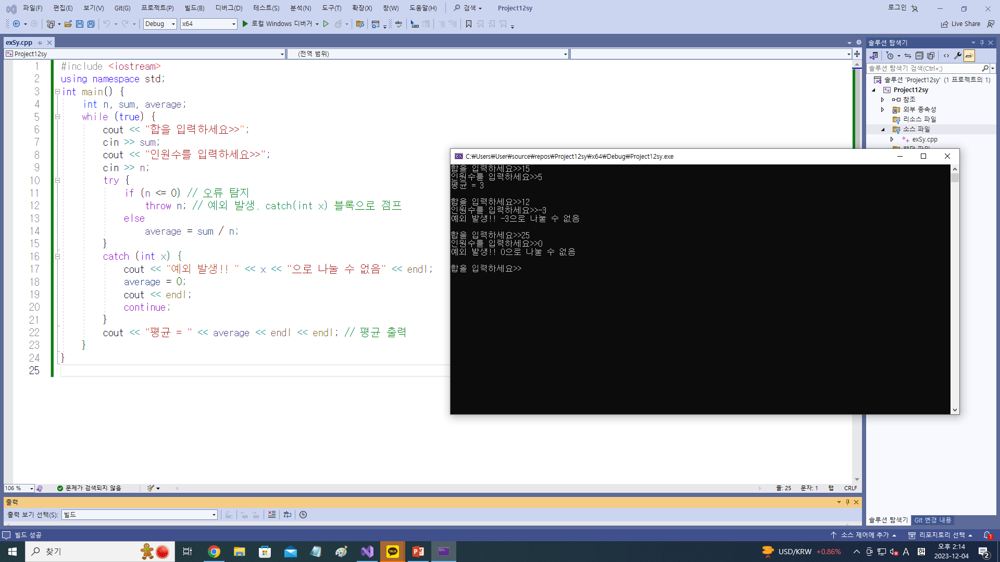 파일(F) 편집(E) 보기(V) Git(G) 프로젝트(P) 빌드(B) 디버그(D) 테스트(S) 분석(N) 도구(T) 확장(X) 창(W) 도움말(H) 검색 Project12sy 로그인
Debug x64 로컬 Windows 디버거 Live Share
exSy.cpp
Project12sy (전역 범위)
1 #include <iostream>
2 using namespace std;
3 int main() {
4 int n, sum, average;
5 while (true) {
6 cout << "합을 입력하세요>>";
7 cin >> sum;
8 cout << "인원수를 입력하세요>>";
9 cin >> n;
10 try {
11 if (n <= 0) // 오류 탐지
12 throw n; // 예외 발생. catch(int x) 블록으로 점프
13 else
14 average = sum / n;
15 }
16 catch (int x) {
17 cout << "예외 발생!! " << x << "으로 나눌 수 없음" << endl;
18 average = 0;
19 cout << endl;
20 continue;
21 }
22 cout << "평균 = " << average << endl << endl; // 평균 출력
23 }
24 }
25
C:\Users\User\source\repos\Project12sy\x64\Debug\Project12sy.exe
합을 입력하세요>>15
인원수를 입력하세요>>5
평균 = 3
합을 입력하세요>>12
인원수를 입력하세요>>-3
예외 발생!! -3으로 나눌 수 없음
합을 입력하세요>>25
인원수를 입력하세요>>0
예외 발생!! 0으로 나눌 수 없음
합을 입력하세요>>
솔루션 탐색기
솔루션 탐색기 검색(Ctrl+;)
솔루션 'Project12sy' (1 프로젝트의 1)
Project12sy
참조
외부 종속성
리소스 파일
소스 파일
exSy.cpp
106 % 문제가 검색되지 않음 줄: 25 문자: 1 탭 CRLF
출력
출력 보기 선택(S): 빌드
솔루션 탐색기 Git 변경 내용
빌드 성공 소스 제어에 추가 리포지토리 선택 1
찾기 TALK USD/KRW +0.86% A 한 오후 2:14
2023-12-04 2